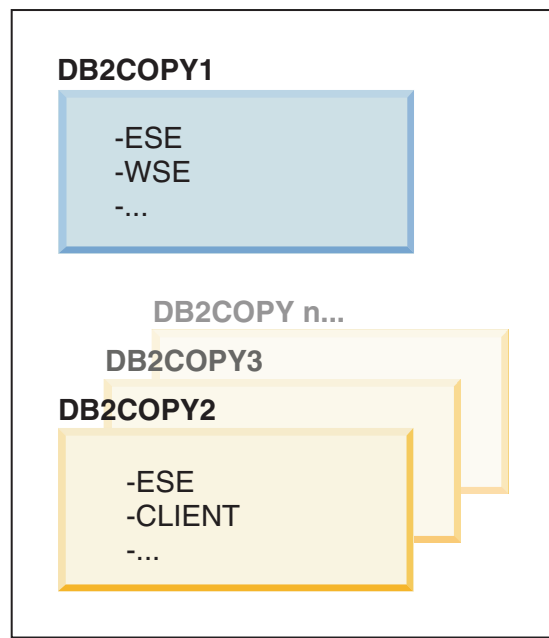 DB2COPY1
-ESE
-WSE
-...
DB2COPY n...
DB2COPY3
DB2COPY2
-ESE
-CLIENT
-...